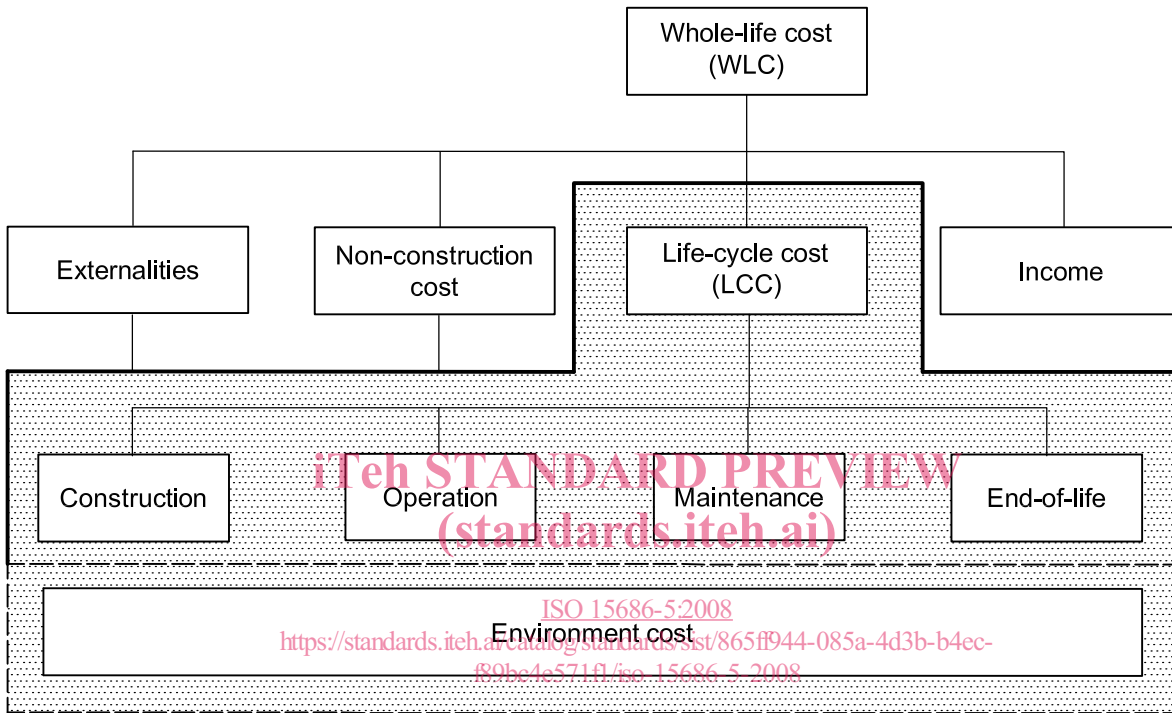 Whole-life cost
(WLC)
Externalities
Non-construction
cost
Life-cycle cost
(LCC)
Income
iTeh STANDARD PREVIEW
Construction
Operation
Maintenance
End-of-life
(standards.iteh.ai)
ISO 15686-5:2008
Environment cost
https://standards.iteh.ai/catalog/standards/sist/865ff944-085a-4d3b-b4ec-
f89bc4e571f1/iso-15686-5-2008